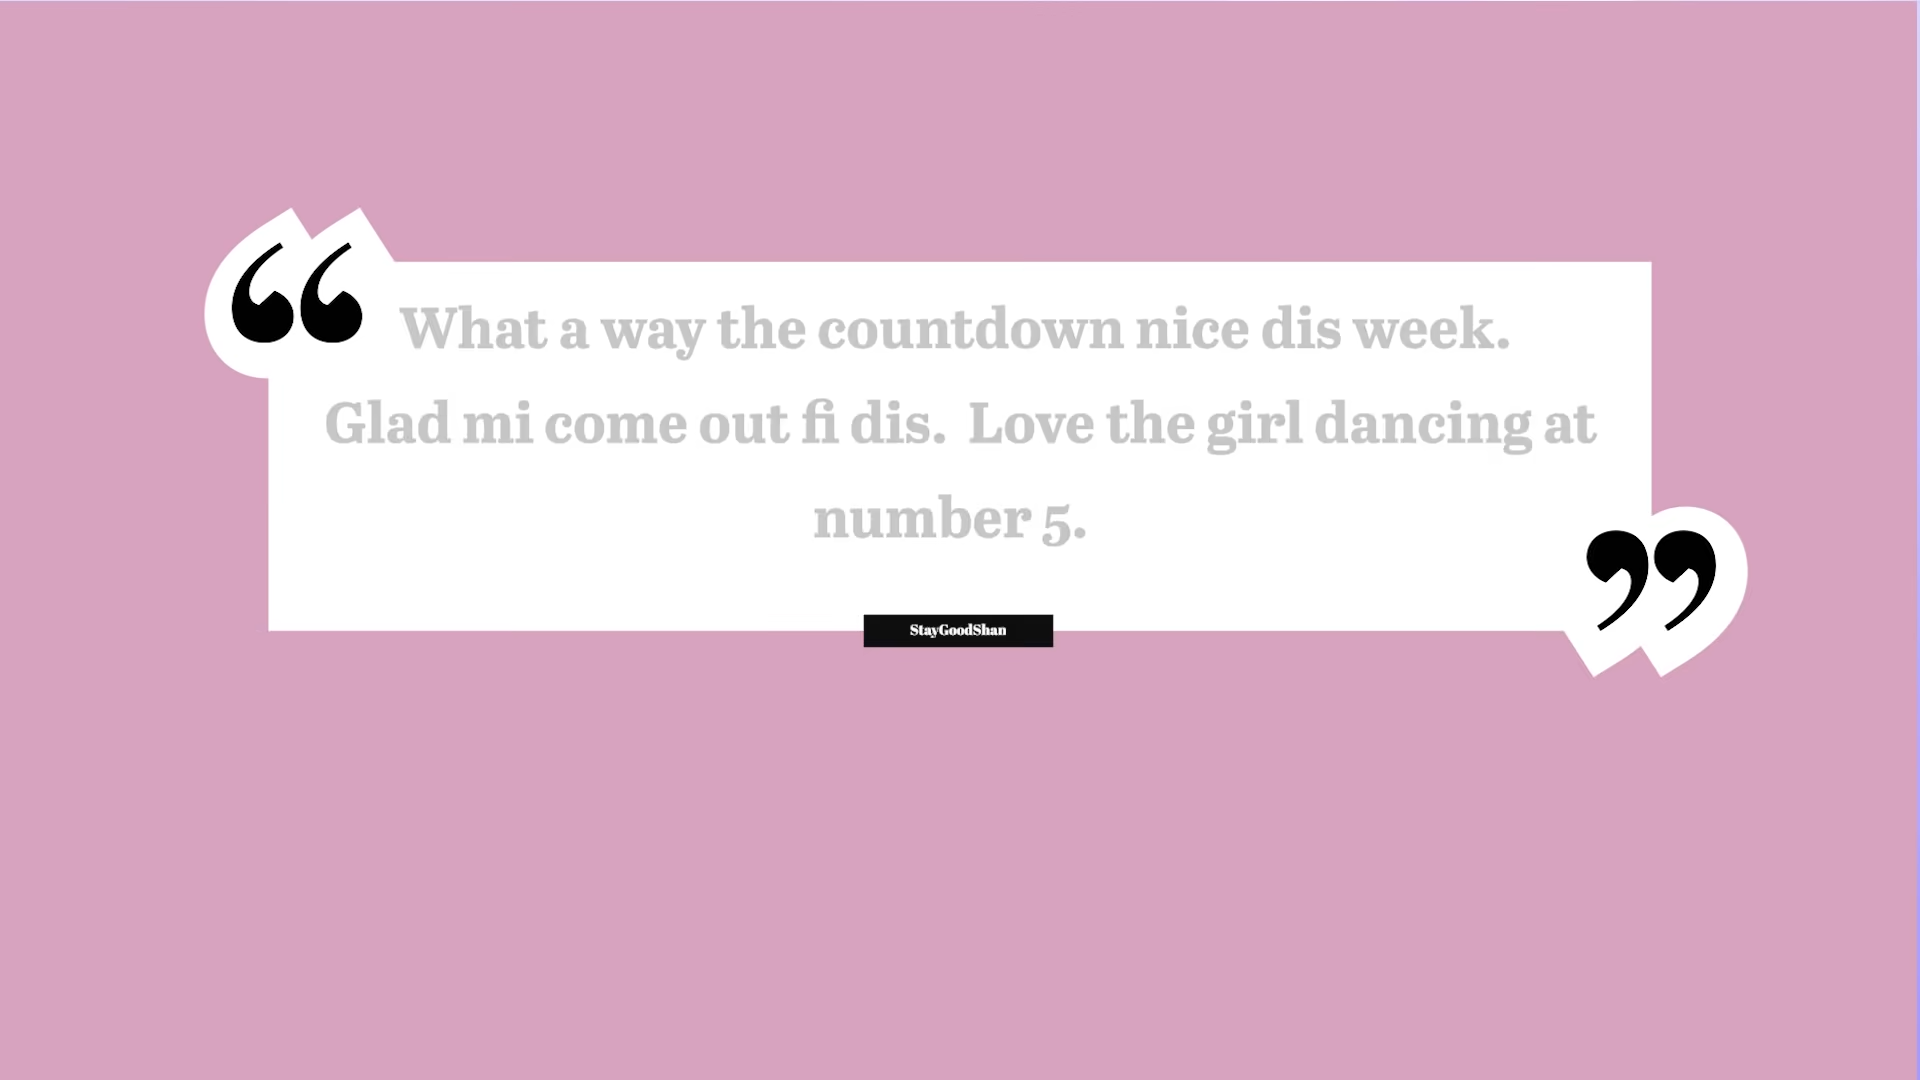 “
What a way the countdown nice dis week.
Glad mi come out fi dis.  Love the girl dancing at
number 5.
”
StayGoodShan